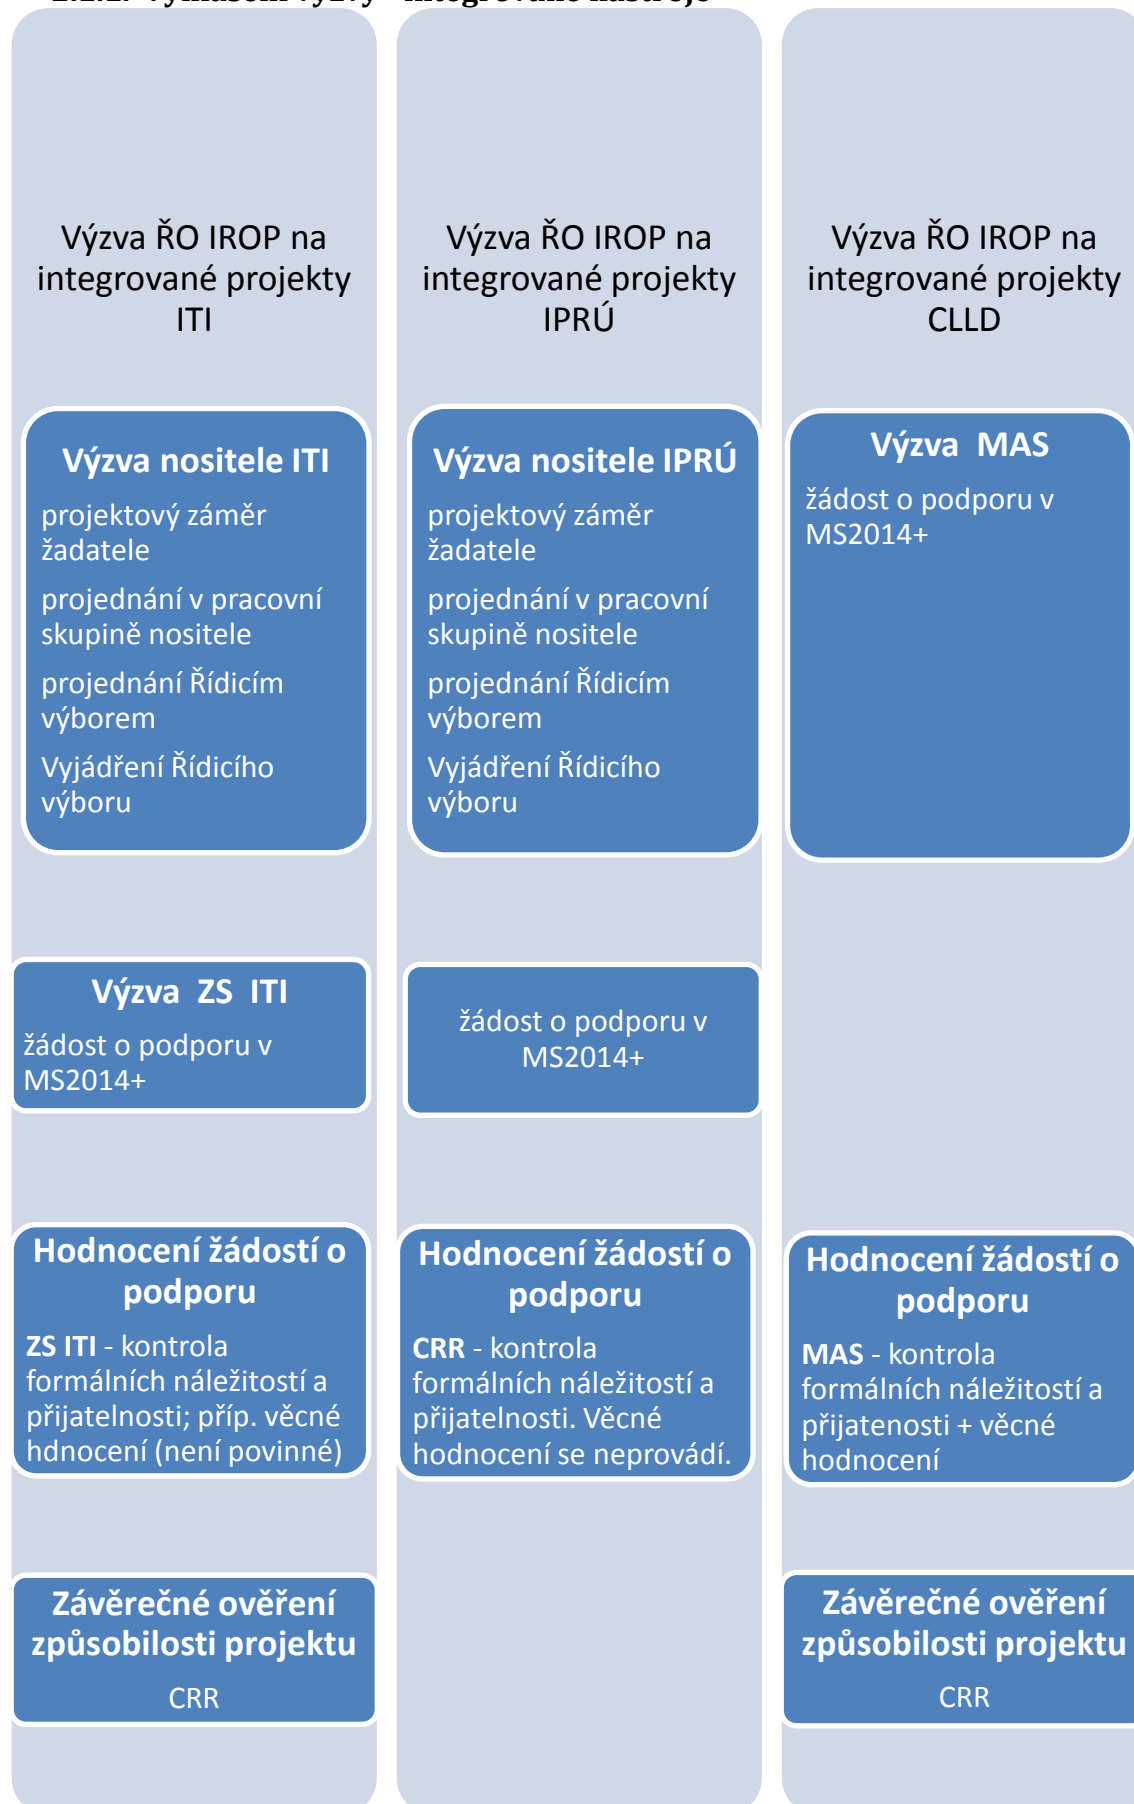 Výzva ŘO IROP na
integrované projekty
ITI
Výzva nositele ITI
projektový záměr
žadatele
projednání v pracovní
skupině nositele
projednání Řídicím
výborem
Vyjádření Řídicího
výboru
Výzva ZS ITI
žádost o podporu v
MS2014+
Hodnocení žádostí o
podporu
ZS ITI - kontrola
formálních náležitostí a
přijatelnosti; příp. věcné
hdnocení (není povinné)
Závěrečné ověření
způsobilosti projektu
CRR
Výzva ŘO IROP na
integrované projekty
IPRÚ
Výzva nositele IPRÚ
projektový záměr
žadatele
projednání v pracovní
skupině nositele
projednání Řídicím
výborem
Vyjádření Řídicího
výboru
žádost o podporu v
MS2014+
Hodnocení žádostí o
podporu
CRR - kontrola
formálních náležitostí a
přijatelnosti. Věcné
hodnocení se neprovádí.
Výzva ŘO IROP na
integrované projekty
CLLD
Výzva MAS
žádost o podporu v
MS2014+
Hodnocení žádostí o
podporu
MAS - kontrola
formálních náležitostí a
přijatenosti + věcné
hodnocení
Závěrečné ověření
způsobilosti projektu
CRR